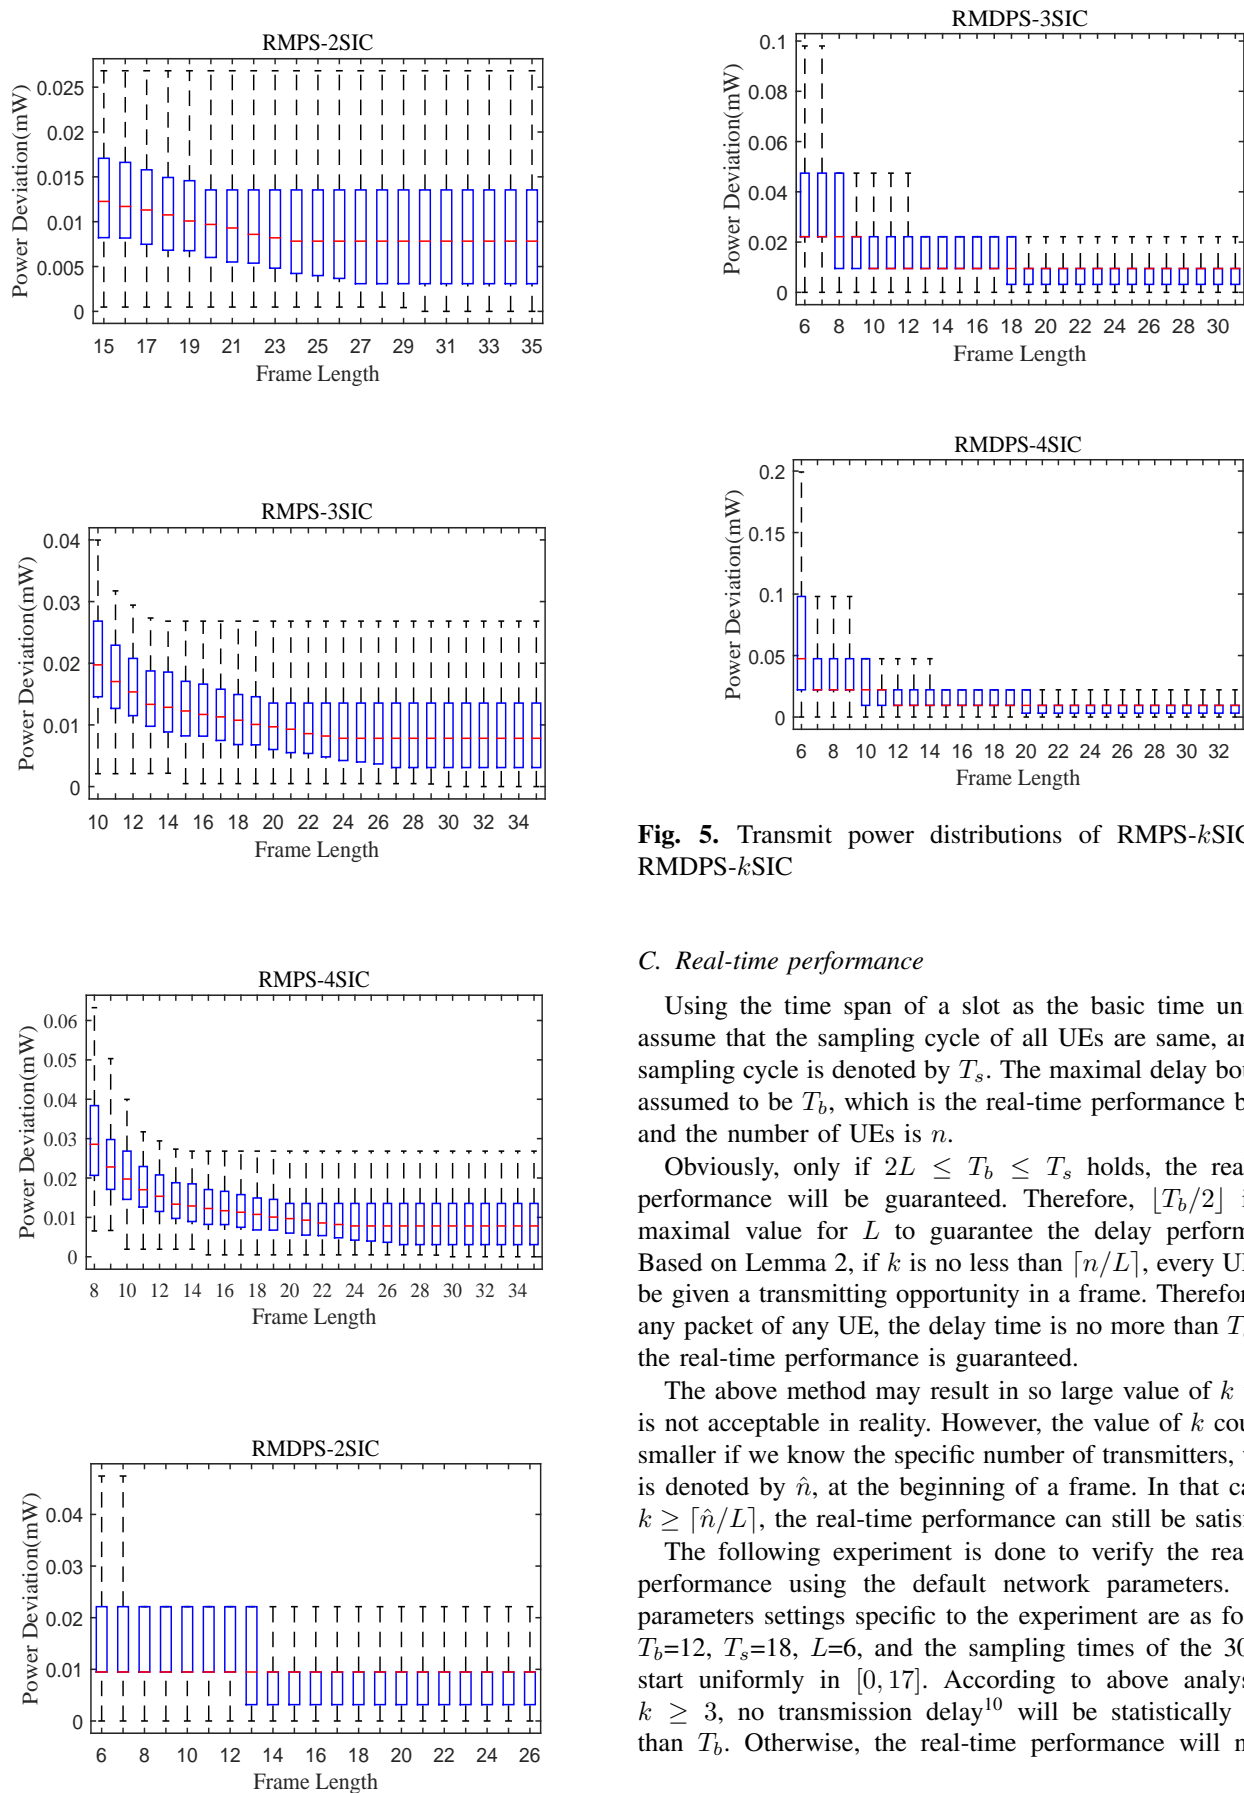 RMPS-2SIC
Power Deviation(mW)
0.025
0.02
0.015
0.01
0.005
0
15 17 19 21 23 25 27 29 31 33 35
Frame Length
RMPS-3SIC
Power Deviation(mW)
0.04
0.03
0.02
0.01
0
10 12 14 16 18 20 22 24 26 28 30 32 34
Frame Length
RMPS-4SIC
Power Deviation(mW)
0.06
0.05
0.04
0.03
0.02
0.01
0
8 10 12 14 16 18 20 22 24 26 28 30 32 34
Frame Length
RMDPS-2SIC
Power Deviation(mW)
0.04
0.03
0.02
0.01
0
6 8 10 12 14 16 18 20 22 24 26
Frame Length
RMDPS-3SIC
Power Deviation(mW)
0.1
0.08
0.06
0.04
0.02
0
6 8 10 12 14 16 18 20 22 24 26 28 30
Frame Length
RMDPS-4SIC
Power Deviation(mW)
0.2
0.15
0.1
0.05
0
6 8 10 12 14 16 18 20 22 24 26 28 30 32
Frame Length
Fig. 5. Transmit power distributions of RMPS-kSIC
RMDPS-kSIC
C. Real-time performance
Using the time span of a slot as the basic time un
assume that the sampling cycle of all UEs are same, an
sampling cycle is denoted by T_s. The maximal delay bou
assumed to be T_b, which is the real-time performance b
and the number of UEs is n.
Obviously, only if 2L ≤ T_b ≤ T_s holds, the real
performance will be guaranteed. Therefore, ⌊T_b/2⌋ i
maximal value for L to guarantee the delay perform
Based on Lemma 2, if k is no less than ⌈n/L⌉, every UE
be given a transmitting opportunity in a frame. Therefor
any packet of any UE, the delay time is no more than T
the real-time performance is guaranteed.
The above method may result in so large value of k
is not acceptable in reality. However, the value of k cou
smaller if we know the specific number of transmitters, w
is denoted by n̂, at the beginning of a frame. In that ca
k ≥ ⌈n̂/L⌉, the real-time performance can still be satisf
The following experiment is done to verify the real
performance using the default network parameters.
parameters settings specific to the experiment are as fo
T_b=12, T_s=18, L=6, and the sampling times of the 30
start uniformly in [0, 17]. According to above analys
k ≥ 3, no transmission delay¹⁰ will be statistically
than T_b. Otherwise, the real-time performance will n